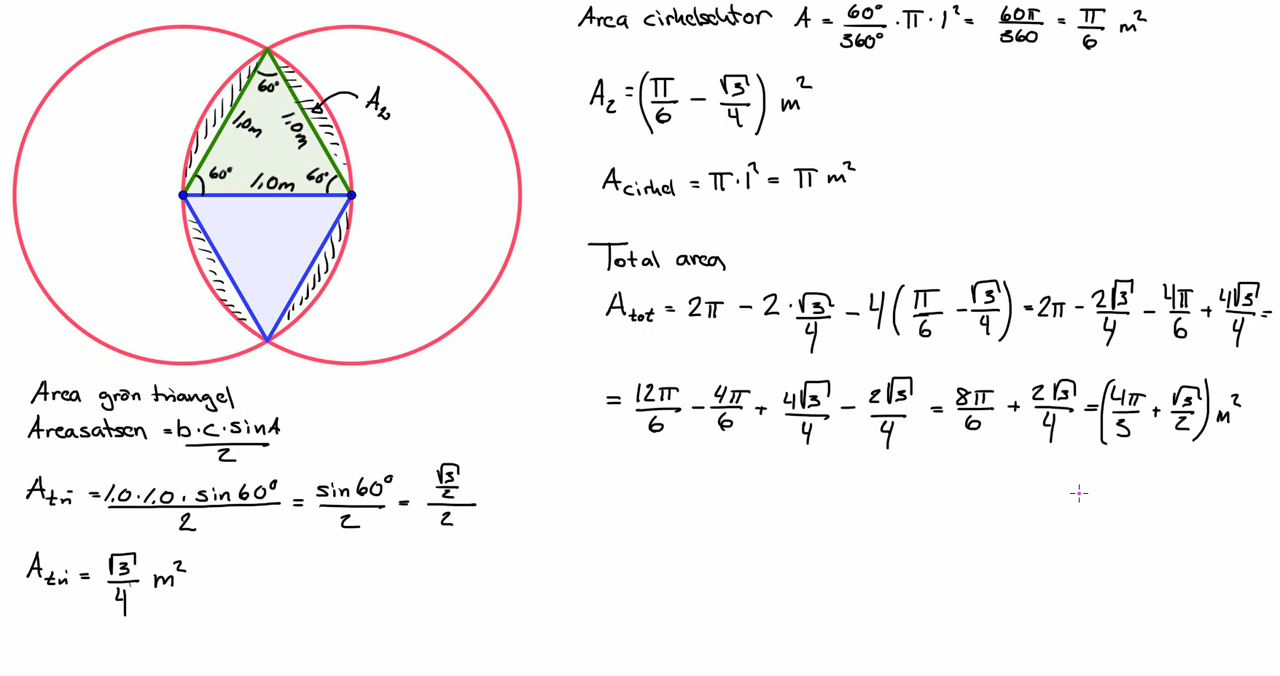 60°
A₂
1,0m
1,0m
60°
1,0m
60°
Area grön triangel
Areasatsen = b·c·sinA/2
A_tri = 1,0·1,0·sin60°/2 = sin60°/2 = (√3/2)/2
A_tri = √3/4 m²
Area cirkelsektor A = 60°/360° · π · 1² = 60π/360 = π/6 m²
A₂ = (π/6 − √3/4) m²
A_cirkel = π·1² = π m²
Total area
A_tot = 2π − 2·√3/4 − 4(π/6 − √3/4) = 2π − 2√3/4 − 4π/6 + 4√3/4 =
= 12π/6 − 4π/6 + 4√3/4 − 2√3/4 = 8π/6 + 2√3/4 = (4π/3 + √3/2) m²